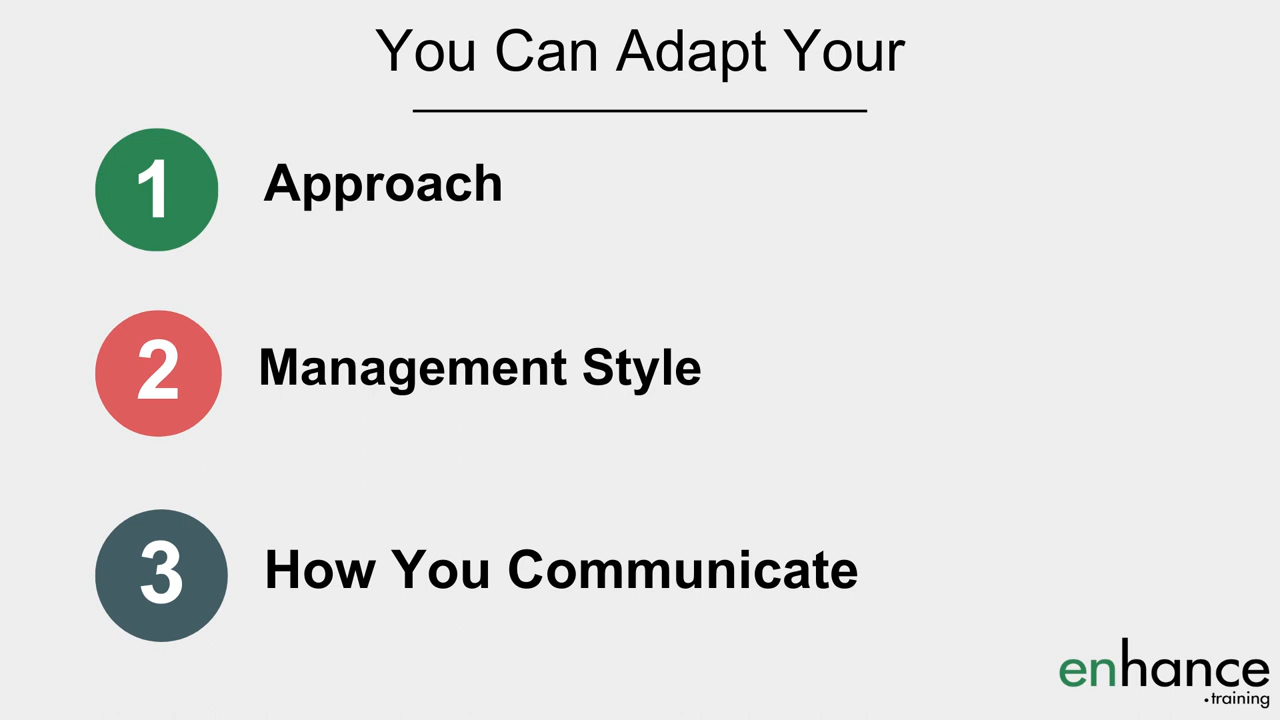 You Can Adapt Your
1 Approach
2 Management Style
3 How You Communicate
enhance
.training